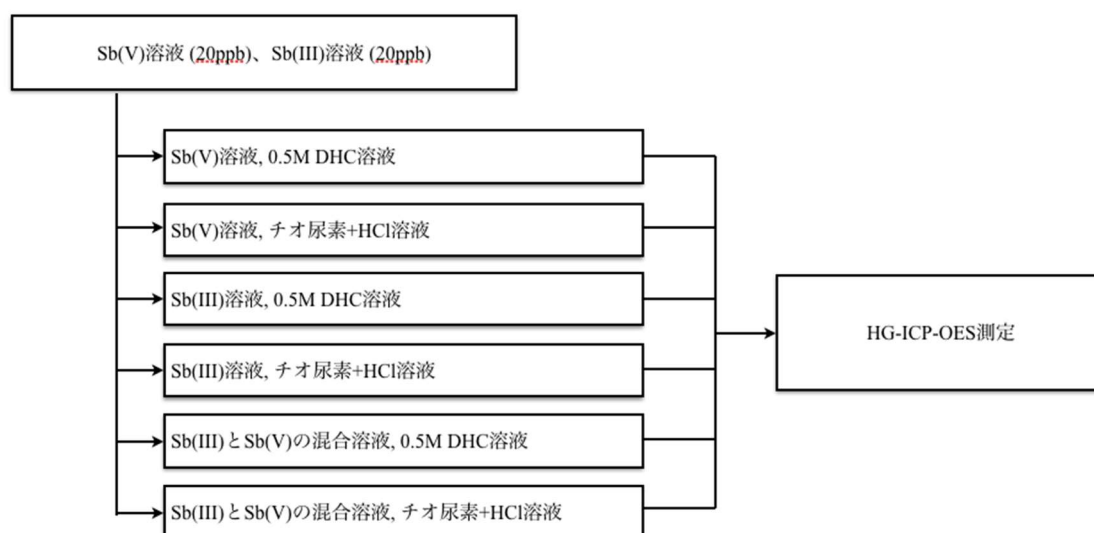 Sb(V)溶液 (20ppb)、Sb(III)溶液 (20ppb)
Sb(V)溶液, 0.5M DHC溶液
Sb(V)溶液, チオ尿素+HCl溶液
Sb(III)溶液, 0.5M DHC溶液
Sb(III)溶液, チオ尿素+HCl溶液
Sb(III)とSb(V)の混合溶液, 0.5M DHC溶液
Sb(III)とSb(V)の混合溶液, チオ尿素+HCl溶液
HG-ICP-OES測定